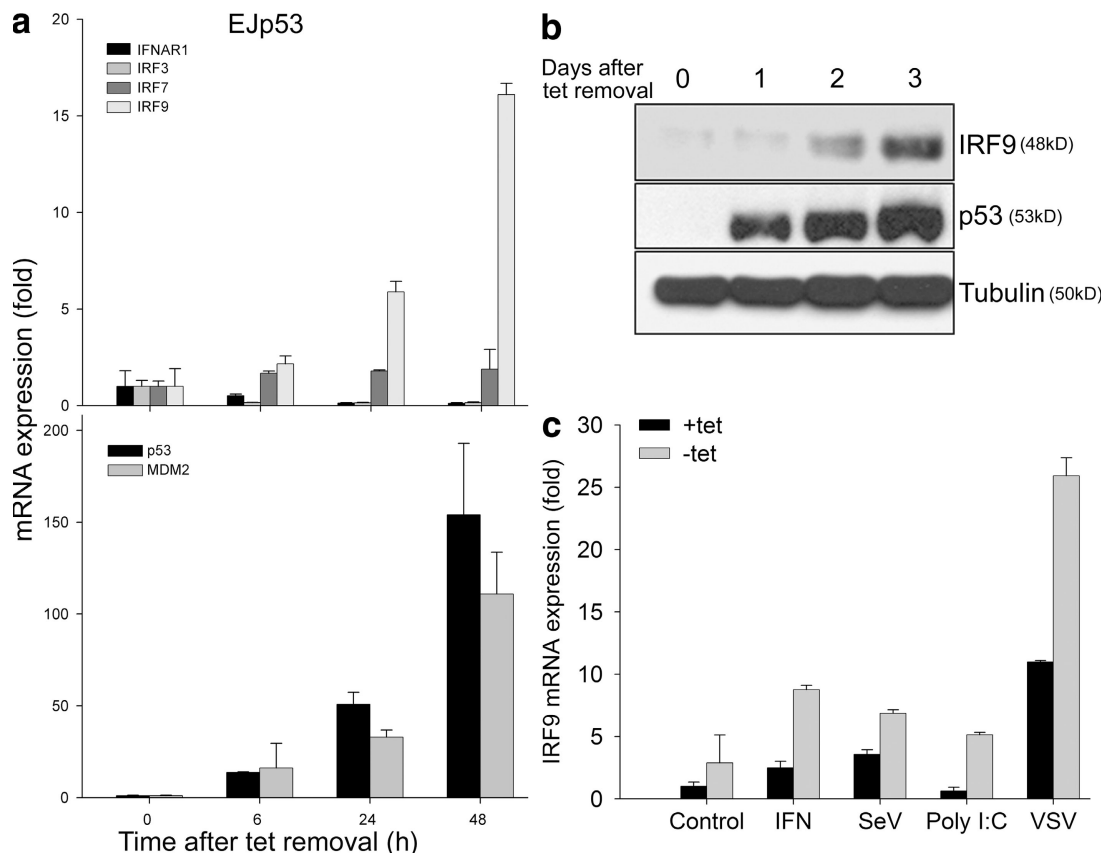 a
EJp53
20
15
10
5
0
IFNAR1
IRF3
IRF7
IRF9
mRNA expression (fold)
200
150
100
50
0
p53
MDM2
0 6 24 48
Time after tet removal (h)
b
Days after
tet removal 0 1 2 3
IRF9 (48kD)
p53 (53kD)
Tubulin (50kD)
c
30
25
20
15
10
5
0
+tet
-tet
IRF9 mRNA expression (fold)
Control IFN SeV Poly I:C VSV